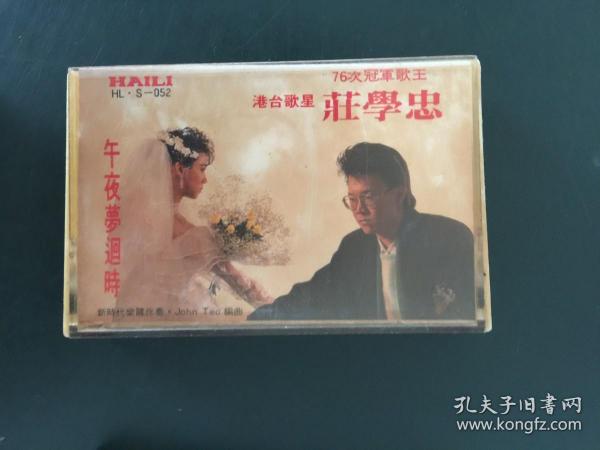 HAILI
HL・S-052
76次冠軍歌王
港台歌星 莊學忠
午夜夢迴時
新時代樂隊伴奏・John Teo 編曲
孔夫子旧书网
www.kongfz.com